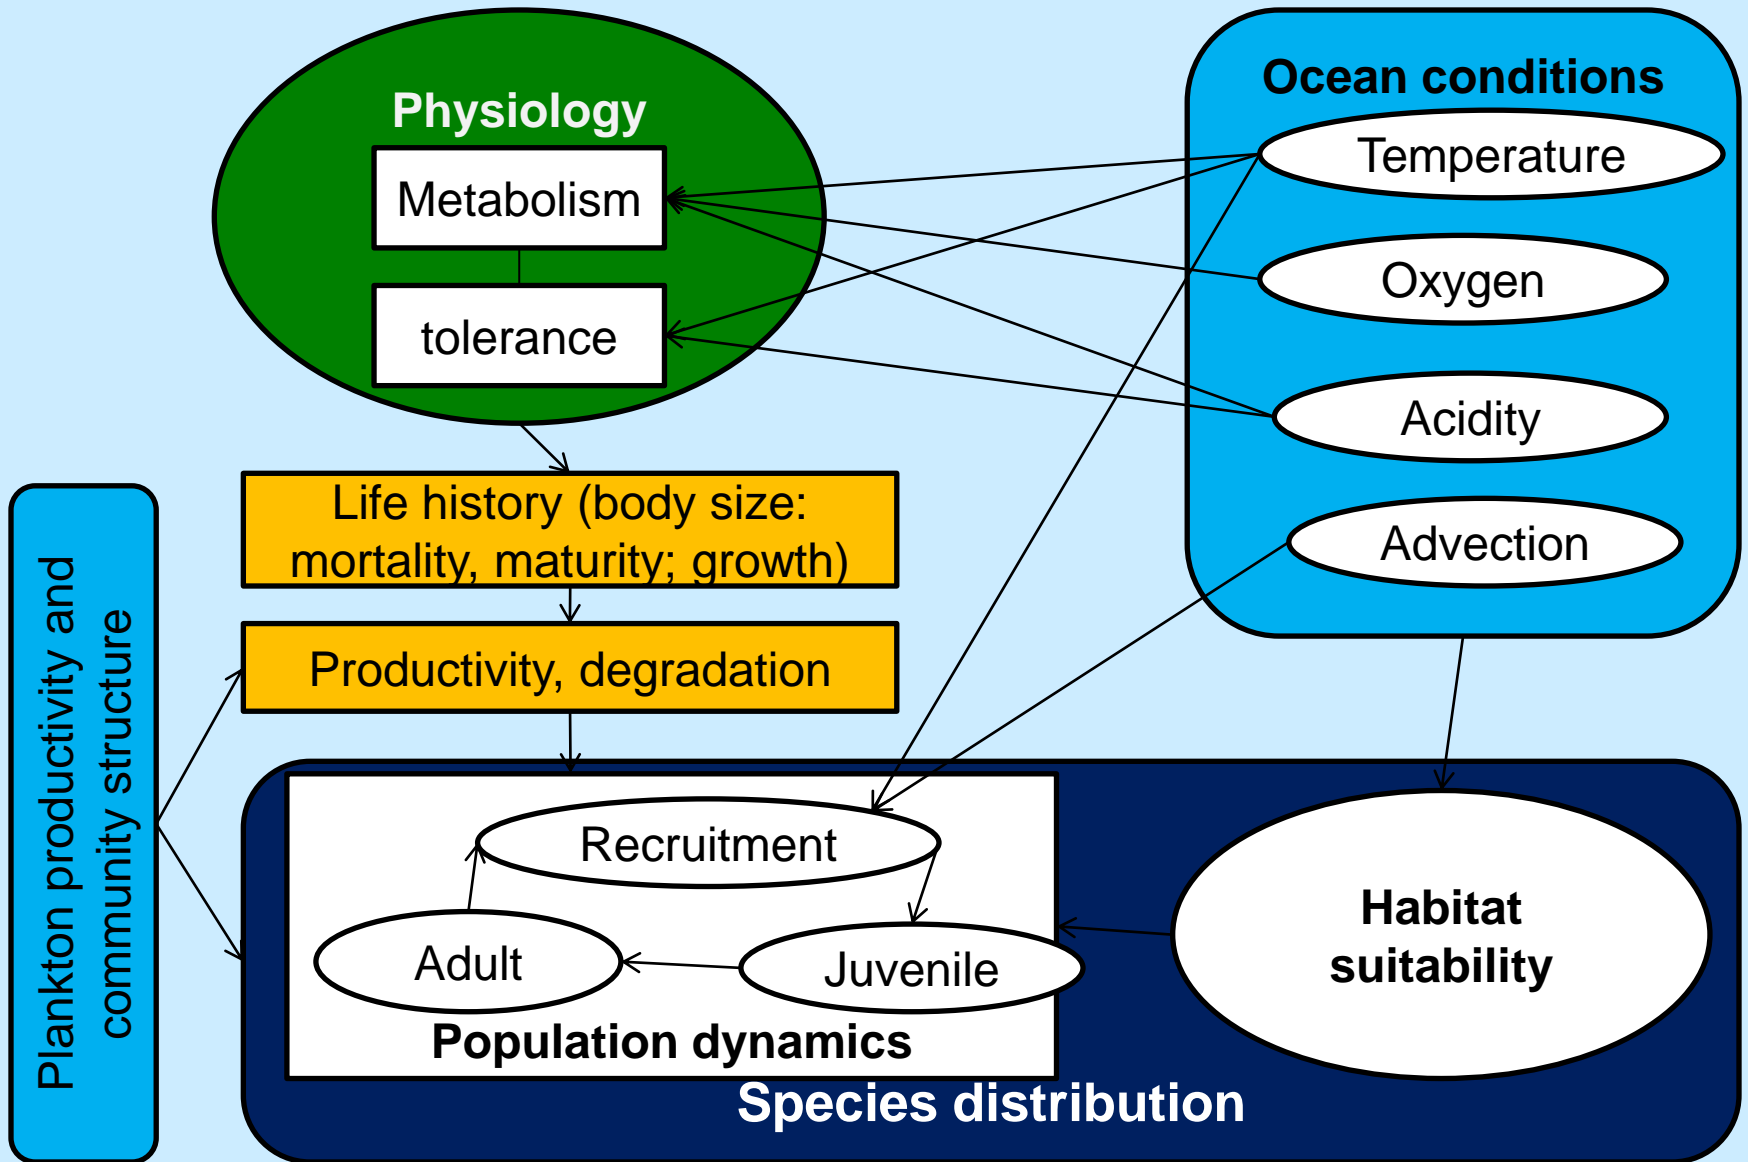 Physiology
Metabolism
tolerance
Ocean conditions
Temperature
Oxygen
Acidity
Advection
Life history (body size:
mortality, maturity; growth)
Productivity, degradation
Plankton productivity and
community structure
Recruitment
Adult
Juvenile
Population dynamics
Habitat
suitability
Species distribution